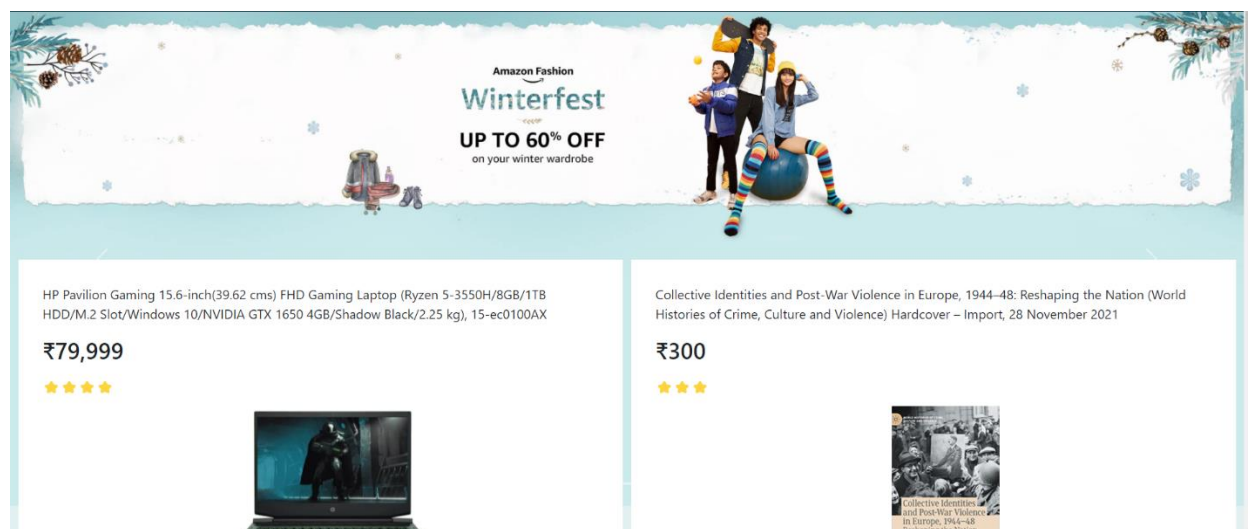 Amazon Fashion
Winterfest
UP TO 60% OFF
on your winter wardrobe
HP Pavilion Gaming 15.6-inch(39.62 cms) FHD Gaming Laptop (Ryzen 5-3550H/8GB/1TB
HDD/M.2 Slot/Windows 10/NVIDIA GTX 1650 4GB/Shadow Black/2.25 kg), 15-ec0100AX
₹79,999
Collective Identities and Post-War Violence in Europe, 1944–48: Reshaping the Nation (World
Histories of Crime, Culture and Violence) Hardcover – Import, 28 November 2021
₹300
Collective Identities
and Post-War Violence
in Europe, 1944–48